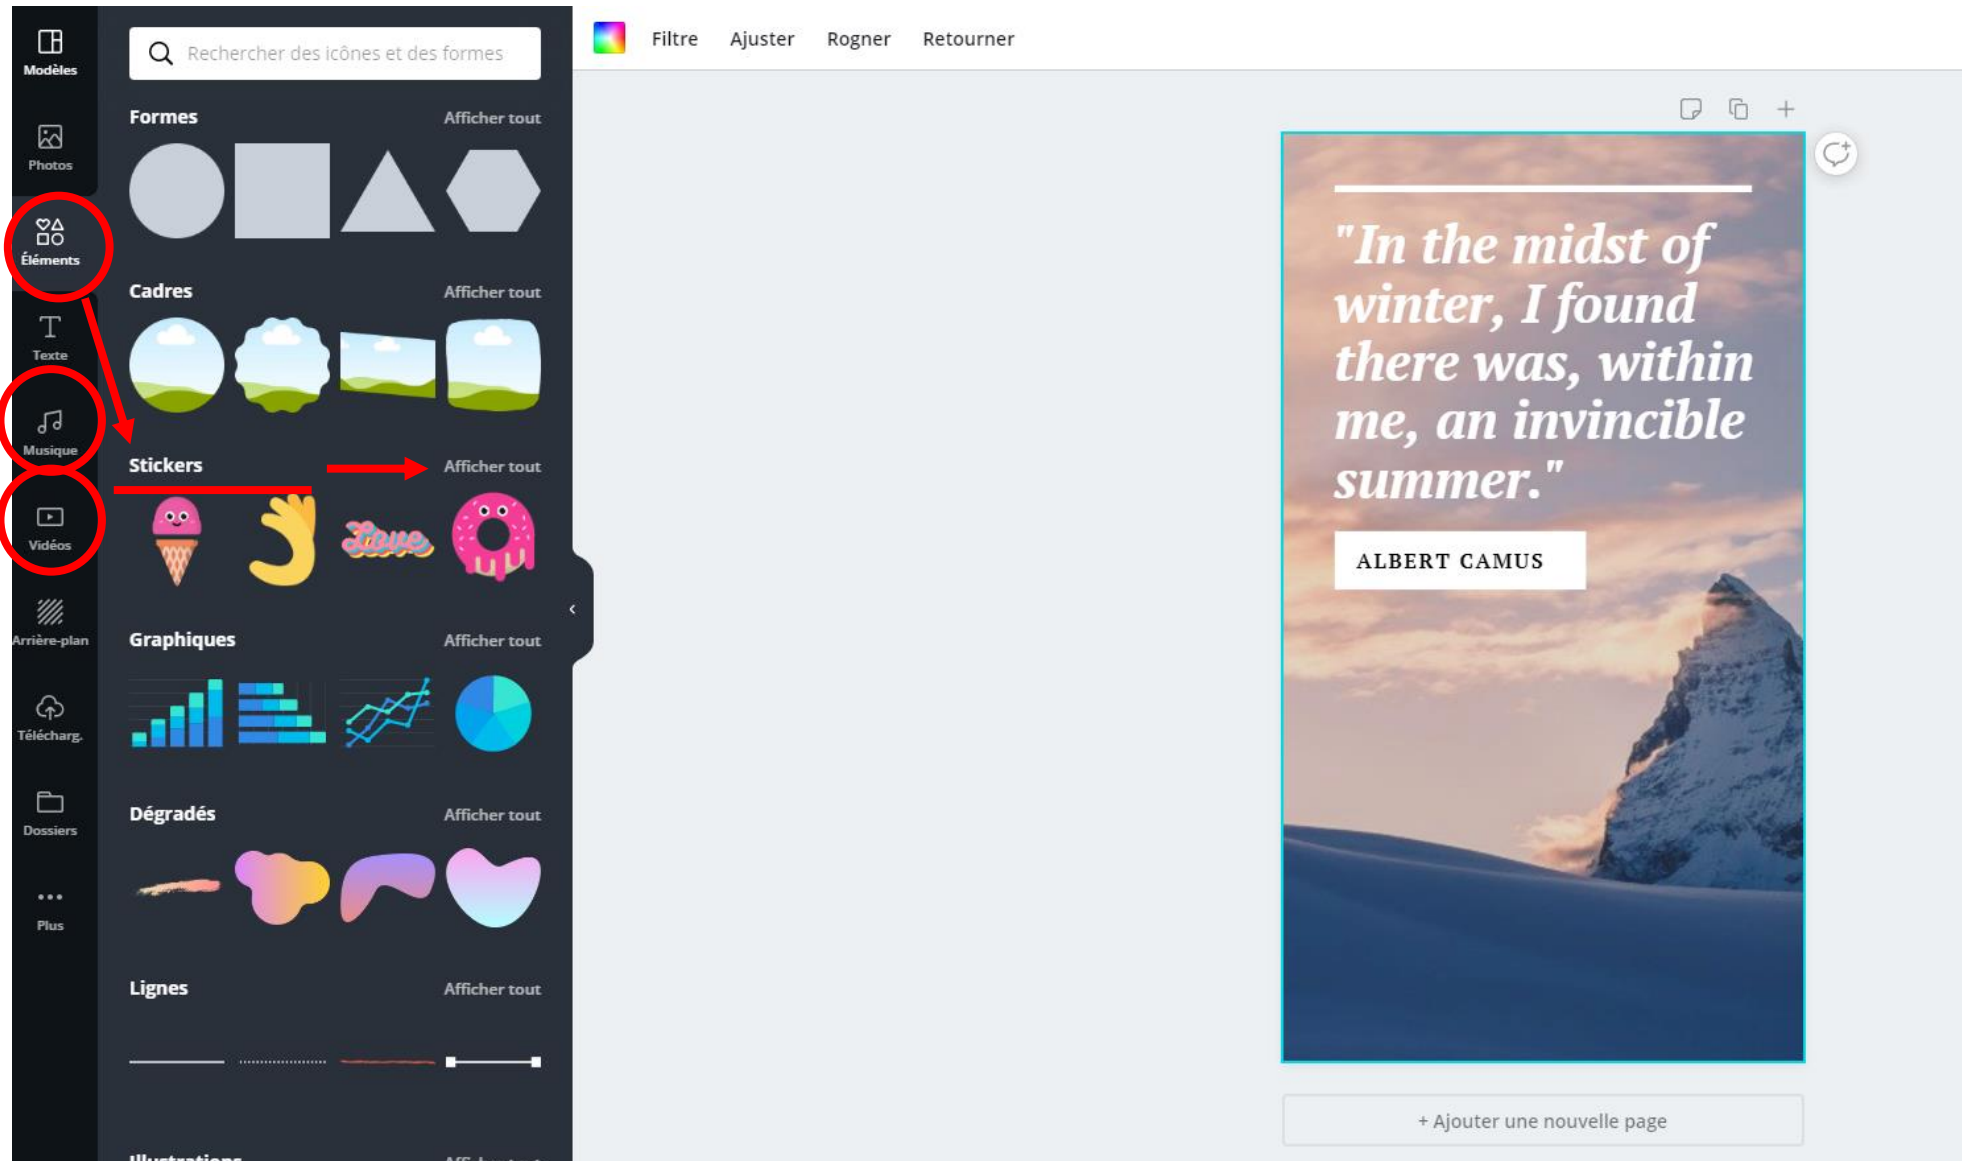 Modèles
Photos
Éléments
Texte
Musique
Vidéos
Arrière-plan
Télécharg.
Dossiers
Plus
Rechercher des icônes et des formes
Formes Afficher tout
Cadres Afficher tout
Stickers Afficher tout
Love
Graphiques Afficher tout
Dégradés Afficher tout
Lignes Afficher tout
Illustrations Afficher tout
Filtre Ajuster Rogner Retourner
"In the midst of
winter, I found
there was, within
me, an invincible
summer."
ALBERT CAMUS
+ Ajouter une nouvelle page